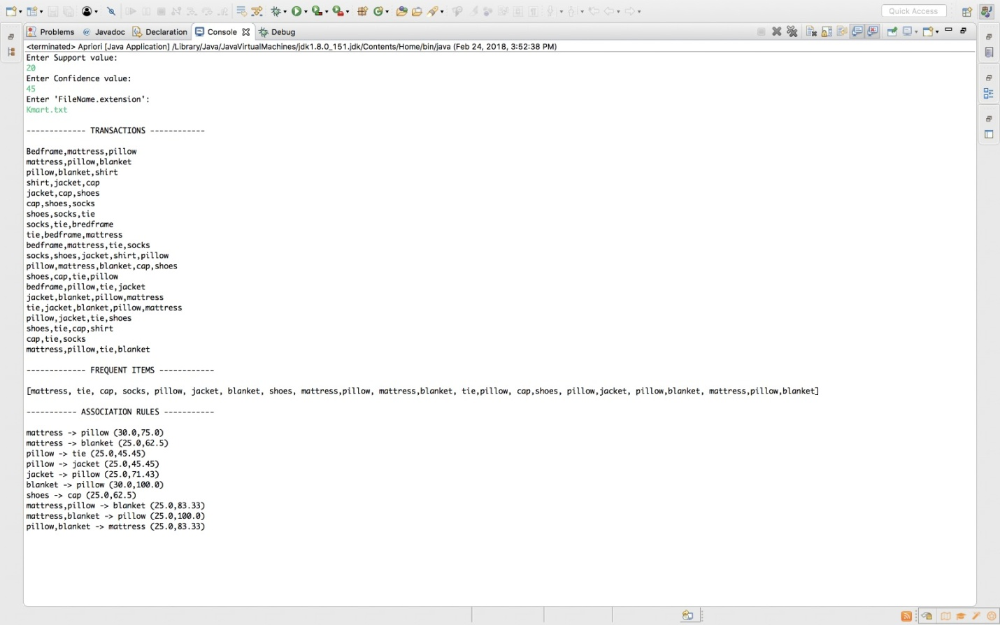 Quick Access
Problems @ Javadoc Declaration Console Debug
<terminated> Apriori [Java Application] /Library/Java/JavaVirtualMachines/jdk1.8.0_151.jdk/Contents/Home/bin/java (Feb 24, 2018, 3:52:38 PM)
Enter Support value:
20
Enter Confidence value:
45
Enter 'FileName.extension':
Kmart.txt
------------- TRANSACTIONS ------------
Bedframe,mattress,pillow
mattress,pillow,blanket
pillow,blanket,shirt
shirt,jacket,cap
jacket,cap,shoes
cap,shoes,socks
shoes,socks,tie
socks,tie,bredframe
tie,bedframe,mattress
bedframe,mattress,tie,socks
socks,shoes,jacket,shirt,pillow
pillow,mattress,blanket,cap,shoes
shoes,cap,tie,pillow
bedframe,pillow,tie,jacket
jacket,blanket,pillow,mattress
tie,jacket,blanket,pillow,mattress
pillow,jacket,tie,shoes
shoes,tie,cap,shirt
cap,tie,socks
mattress,pillow,tie,blanket
------------- FREQUENT ITEMS ------------
[mattress, tie, cap, socks, pillow, jacket, blanket, shoes, mattress,pillow, mattress,blanket, tie,pillow, cap,shoes, pillow,jacket, pillow,blanket, mattress,pillow,blanket]
----------- ASSOCIATION RULES -----------
mattress -> pillow (30.0,75.0)
mattress -> blanket (25.0,62.5)
pillow -> tie (25.0,45.45)
pillow -> jacket (25.0,45.45)
jacket -> pillow (25.0,71.43)
blanket -> pillow (30.0,100.0)
shoes -> cap (25.0,62.5)
mattress,pillow -> blanket (25.0,83.33)
mattress,blanket -> pillow (25.0,100.0)
pillow,blanket -> mattress (25.0,83.33)